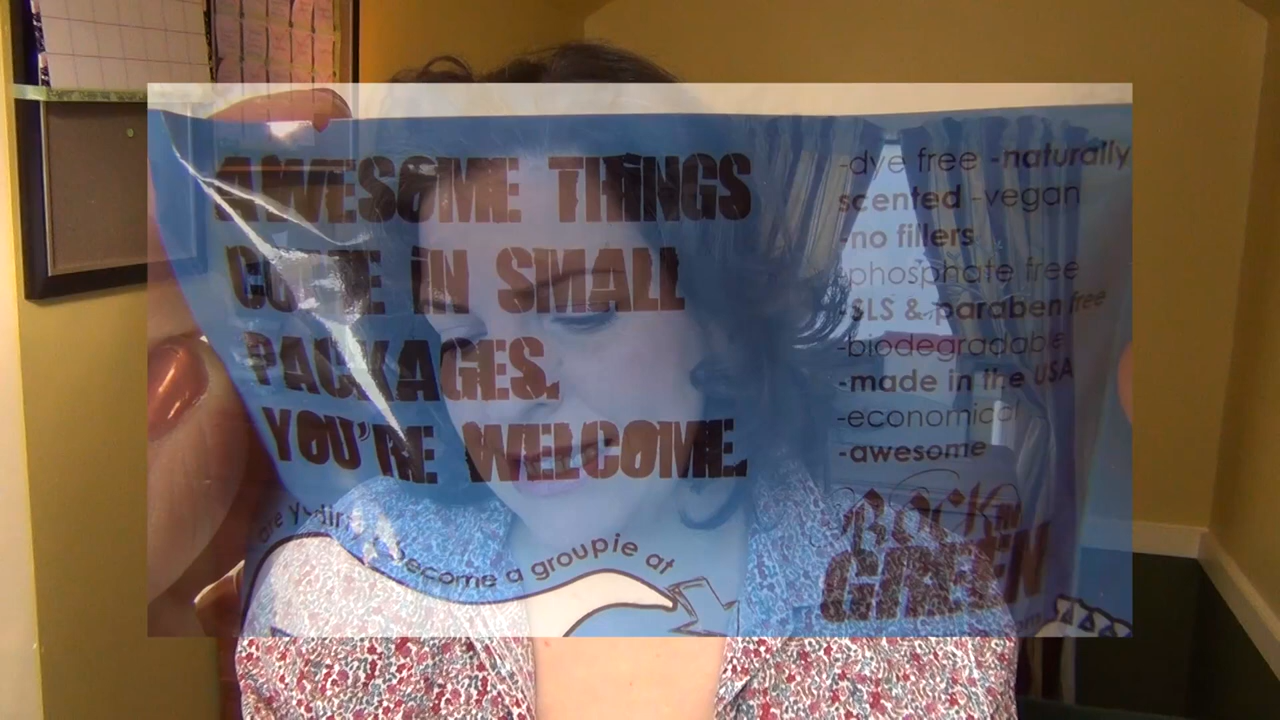 AWESOME THINGS
COME IN SMALL
PACKAGES.
YOU'RE WELCOME.
-dye free -naturally
scented -vegan
-no fillers
-phosphate free
-SLS & paraben free
-biodegradable
-made in the USA
-economical
-awesome
become a groupie at
ROCKIN
GREEN